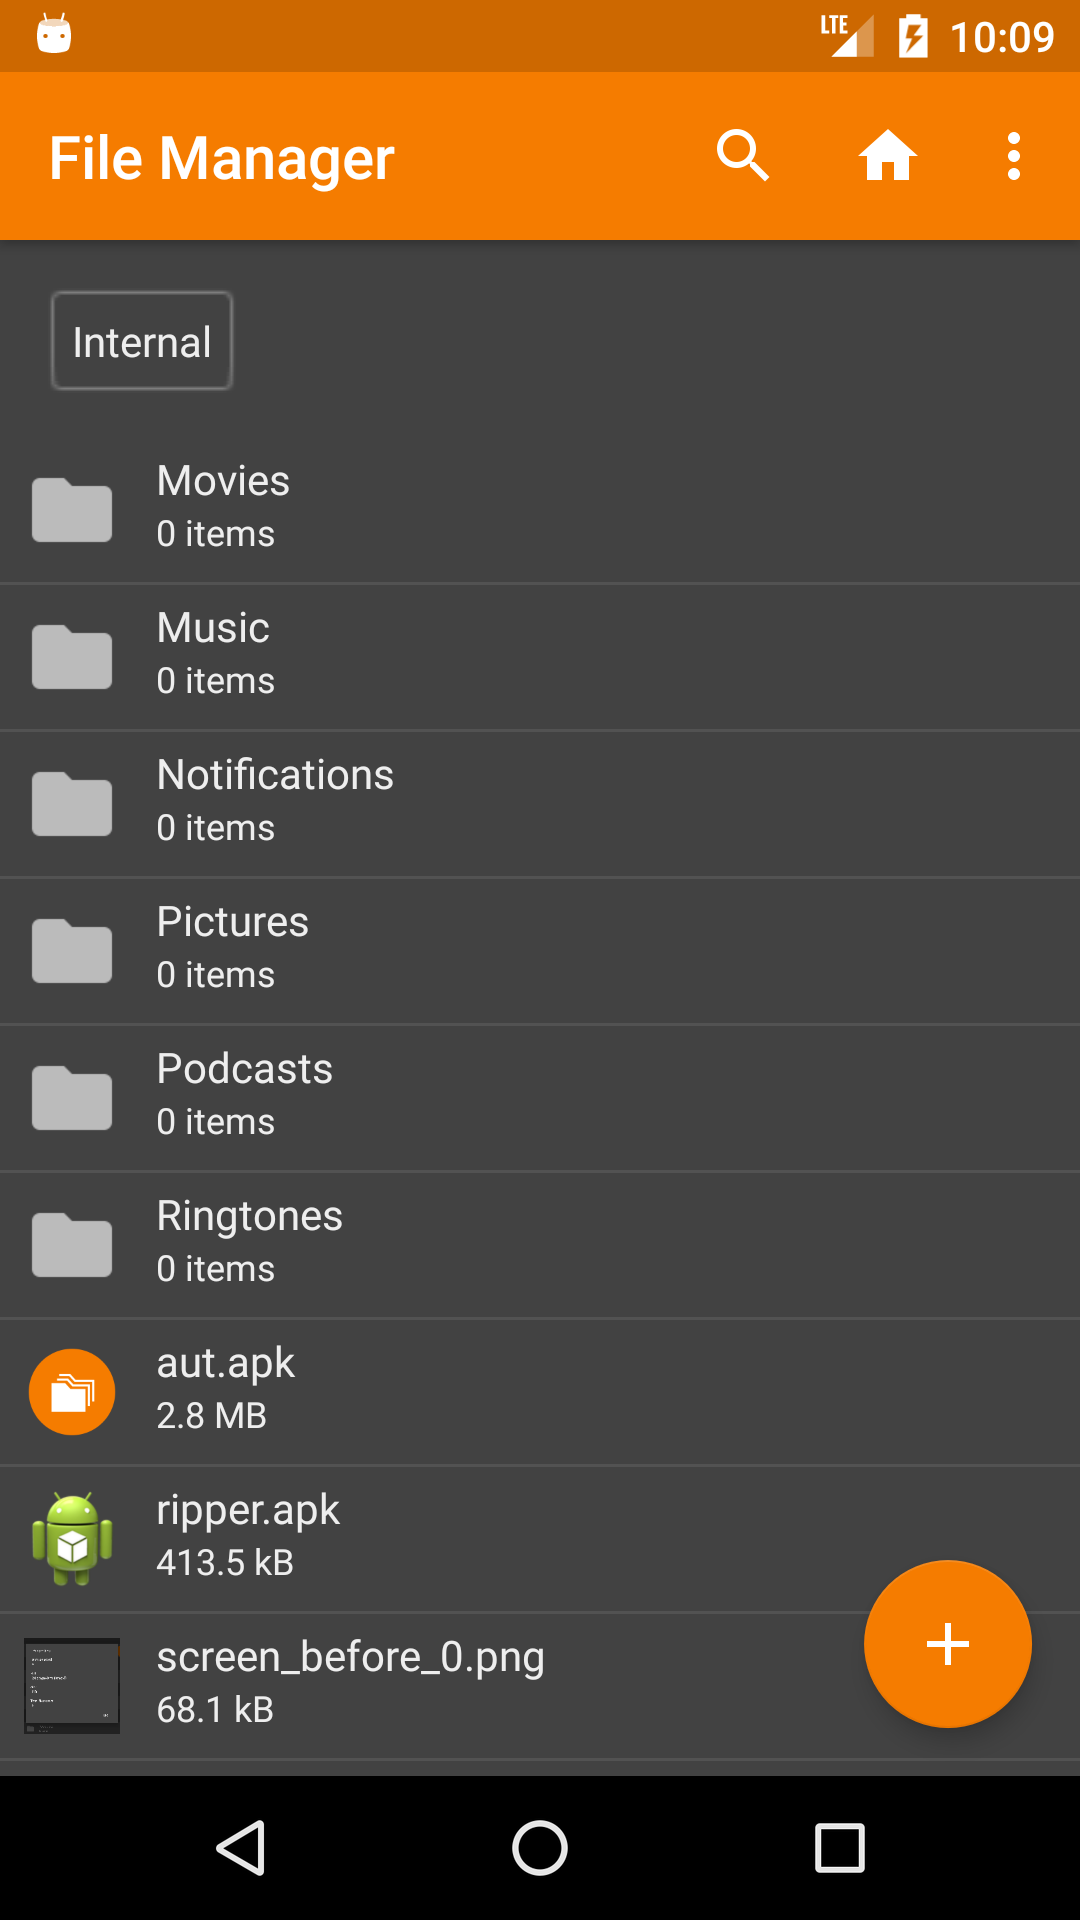 LTE 10:09
File Manager
Internal
Movies
0 items
Music
0 items
Notifications
0 items
Pictures
0 items
Podcasts
0 items
Ringtones
0 items
aut.apk
2.8 MB
ripper.apk
413.5 kB
screen_before_0.png
68.1 kB